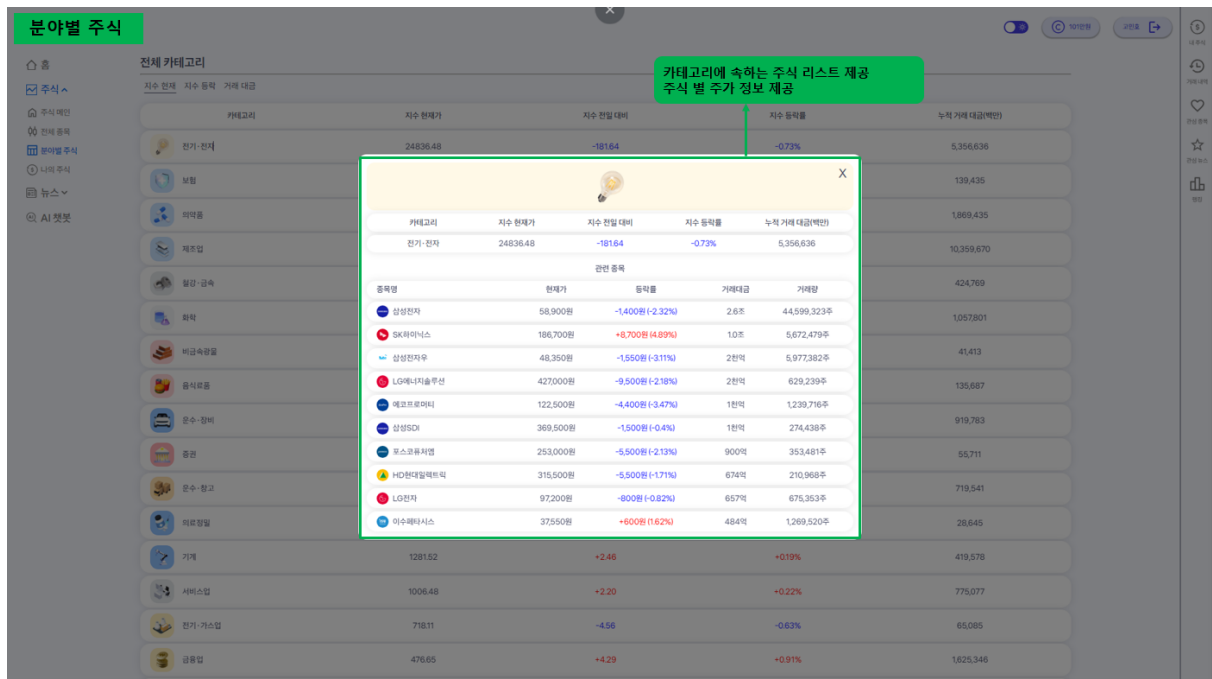 분야별 주식
X
101만원
고민호
내 주식
홈
전체 카테고리
카테고리에 속하는 주식 리스트 제공
주식 별 주가 정보 제공
주식
지수 현재 지수 등락 거래 대금
거래 내역
주식 메인
카테고리 지수 현재가 지수 전일 대비 지수 등락률 누적 거래 대금(백만)
관심 종목
전체 종목
분야별 주식
전기·전자 24836.48 -181.64 -0.73% 5,356,636
관심 뉴스
나의 주식
보험 139,435
뉴스
랭킹
AI 챗봇
의약품 1,869,435
제조업 10,359,670
철강·금속 424,769
화학 1,057,801
비금속광물 41,413
음식료품 135,687
운수·장비 919,783
증권 55,711
운수·창고 719,541
의료정밀 28,645
기계 1281.52 +2.46 +0.19% 419,578
서비스업 1006.48 +2.20 +0.22% 775,077
전기·가스업 718.11 -4.56 -0.63% 65,085
금융업 476.65 +4.29 +0.91% 1,625,346
X
카테고리 지수 현재가 지수 전일 대비 지수 등락률 누적 거래 대금(백만)
전기·전자 24836.48 -181.64 -0.73% 5,356,636
관련 종목
종목명 현재가 등락률 거래대금 거래량
삼성전자 58,900원 -1,400원 (-2.32%) 2.6조 44,599,323주
SK하이닉스 186,700원 +8,700원 (4.89%) 1.0조 5,672,479주
삼성전자우 48,350원 -1,550원 (-3.11%) 2천억 5,977,382주
LG에너지솔루션 427,000원 -9,500원 (-2.18%) 2천억 629,239주
에코프로머티 122,500원 -4,400원 (-3.47%) 1천억 1,239,716주
삼성SDI 369,500원 -1,500원 (-0.4%) 1천억 274,438주
포스코퓨처엠 253,000원 -5,500원 (-2.13%) 900억 353,481주
HD현대일렉트릭 315,500원 -5,500원 (-1.71%) 674억 210,968주
LG전자 97,200원 -800원 (-0.82%) 657억 675,353주
이수페타시스 37,550원 +600원 (1.62%) 484억 1,269,520주